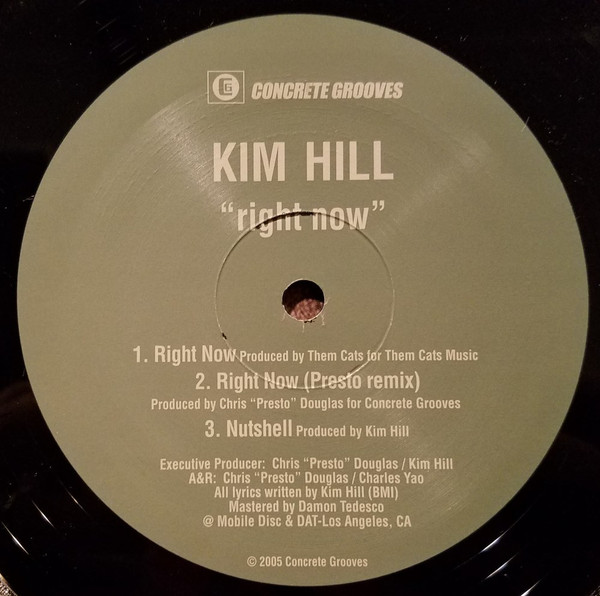 CG CONCRETE GROOVES
KIM HILL
“right now”
1. Right Now Produced by Them Cats for Them Cats Music
2. Right Now (Presto remix)
Produced by Chris “Presto” Douglas for Concrete Grooves
3. Nutshell Produced by Kim Hill
Executive Producer: Chris “Presto” Douglas / Kim Hill
A&R: Chris “Presto” Douglas / Charles Yao
All lyrics written by Kim Hill (BMI)
Mastered by Damon Tedesco
@ Mobile Disc & DAT-Los Angeles, CA
© 2005 Concrete Grooves